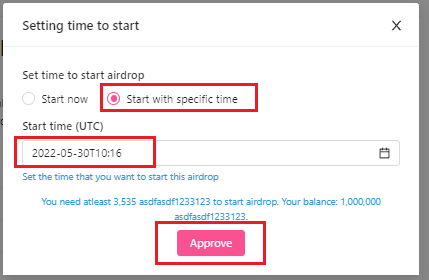 Setting time to start
Set time to start airdrop
Start now
Start with specific time
Start time (UTC)
2022-05-30T10:16
Set the time that you want to start this airdrop
You need atleast 3,535 asdfasdf1233123 to start airdrop. Your balance: 1,000,000
asdfasdf1233123.
Approve